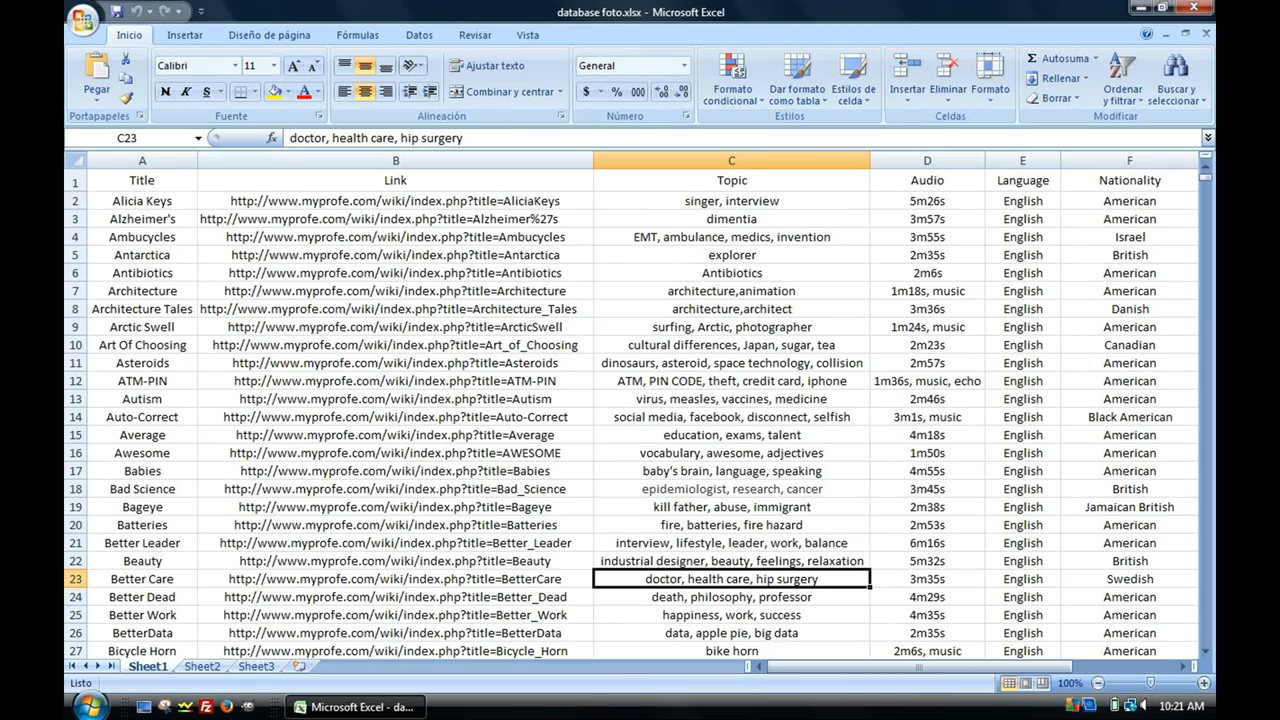 database foto.xlsx - Microsoft Excel
Inicio Insertar Diseño de página Fórmulas Datos Revisar Vista
Pegar
Portapapeles
Calibri 11
N K S
Fuente
Ajustar texto
Combinar y centrar
Alineación
General
$ % 000
Número
Formato condicional
Dar formato como tabla
Estilos de celda
Estilos
Insertar Eliminar Formato
Celdas
Σ Autosuma
Rellenar
Borrar
Ordenar y filtrar
Buscar y seleccionar
Modificar
C23 fx doctor, health care, hip surgery
A B C D E F
1 Title Link Topic Audio Language Nationality
2 Alicia Keys http://www.myprofe.com/wiki/index.php?title=AliciaKeys singer, interview 5m26s English American
3 Alzheimer's http://www.myprofe.com/wiki/index.php?title=Alzheimer%27s dimentia 3m57s English American
4 Ambucycles http://www.myprofe.com/wiki/index.php?title=Ambucycles EMT, ambulance, medics, invention 3m55s English Israel
5 Antarctica http://www.myprofe.com/wiki/index.php?title=Antarctica explorer 2m35s English British
6 Antibiotics http://www.myprofe.com/wiki/index.php?title=Antibiotics Antibiotics 2m6s English American
7 Architecture http://www.myprofe.com/wiki/index.php?title=Architecture architecture,animation 1m18s, music English American
8 Architecture Tales http://www.myprofe.com/wiki/index.php?title=Architecture_Tales architecture,architect 3m36s English Danish
9 Arctic Swell http://www.myprofe.com/wiki/index.php?title=ArcticSwell surfing, Arctic, photographer 1m24s, music English American
10 Art Of Choosing http://www.myprofe.com/wiki/index.php?title=Art_of_Choosing cultural differences, Japan, sugar, tea 2m23s English Canadian
11 Asteroids http://www.myprofe.com/wiki/index.php?title=Asteroids dinosaurs, asteroid, space technology, collision 2m57s English American
12 ATM-PIN http://www.myprofe.com/wiki/index.php?title=ATM-PIN ATM, PIN CODE, theft, credit card, iphone 1m36s, music, echo English American
13 Autism http://www.myprofe.com/wiki/index.php?title=Autism virus, measles, vaccines, medicine 2m46s English American
14 Auto-Correct http://www.myprofe.com/wiki/index.php?title=Auto-Correct social media, facebook, disconnect, selfish 3m1s, music English Black American
15 Average http://www.myprofe.com/wiki/index.php?title=Average education, exams, talent 4m18s English American
16 Awesome http://www.myprofe.com/wiki/index.php?title=AWESOME vocabulary, awesome, adjectives 1m50s English American
17 Babies http://www.myprofe.com/wiki/index.php?title=Babies baby's brain, language, speaking 4m55s English American
18 Bad Science http://www.myprofe.com/wiki/index.php?title=Bad_Science epidemiologist, research, cancer 3m45s English British
19 Bageye http://www.myprofe.com/wiki/index.php?title=Bageye kill father, abuse, immigrant 2m38s English Jamaican British
20 Batteries http://www.myprofe.com/wiki/index.php?title=Batteries fire, batteries, fire hazard 2m53s English American
21 Better Leader http://www.myprofe.com/wiki/index.php?title=Better_Leader interview, lifestyle, leader, work, balance 6m16s English American
22 Beauty http://www.myprofe.com/wiki/index.php?title=Beauty industrial designer, beauty, feelings, relaxation 5m32s English British
23 Better Care http://www.myprofe.com/wiki/index.php?title=BetterCare doctor, health care, hip surgery 3m35s English Swedish
24 Better Dead http://www.myprofe.com/wiki/index.php?title=Better_Dead death, philosophy, professor 4m29s English American
25 Better Work http://www.myprofe.com/wiki/index.php?title=Better_Work happiness, work, success 4m35s English American
26 BetterData http://www.myprofe.com/wiki/index.php?title=BetterData data, apple pie, big data 2m35s English American
27 Bicycle Horn http://www.myprofe.com/wiki/index.php?title=Bicycle_Horn bike horn 2m6s, music English American
Sheet1 Sheet2 Sheet3
Listo 100%
Microsoft Excel - da... 10:21 AM